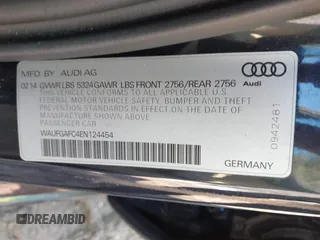 MFD. BY AUDI AG
02/14 GVWR LBS 5324 GAWR LBS FRONT 2756/REAR 2756
THIS VEHICLE CONFORMS TO ALL APPLICABLE
FEDERAL MOTOR VEHICLE SAFETY, BUMPER AND THEFT
PREVENTION STANDARDS IN EFFECT ON THE DATE OF
MANUFACTURE SHOWN ABOVE.
PASSENGER CAR
WAUFGAFC4EN124454
GERMANY
Audi
0942481
DREAMBID